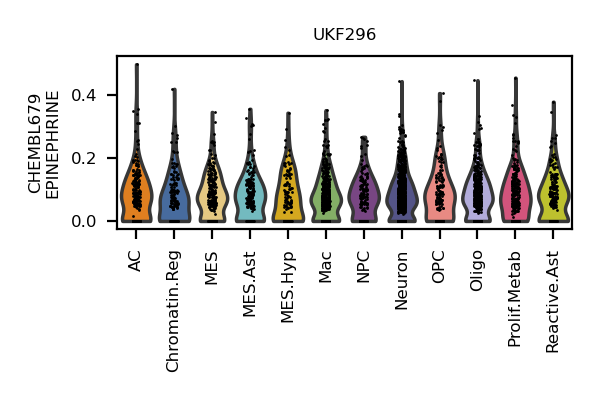 UKF296
CHEMBL679
EPINEPHRINE
0.4
0.2
0.0
AC
Chromatin.Reg
MES
MES.Ast
MES.Hyp
Mac
NPC
Neuron
OPC
Oligo
Prolif.Metab
Reactive.Ast